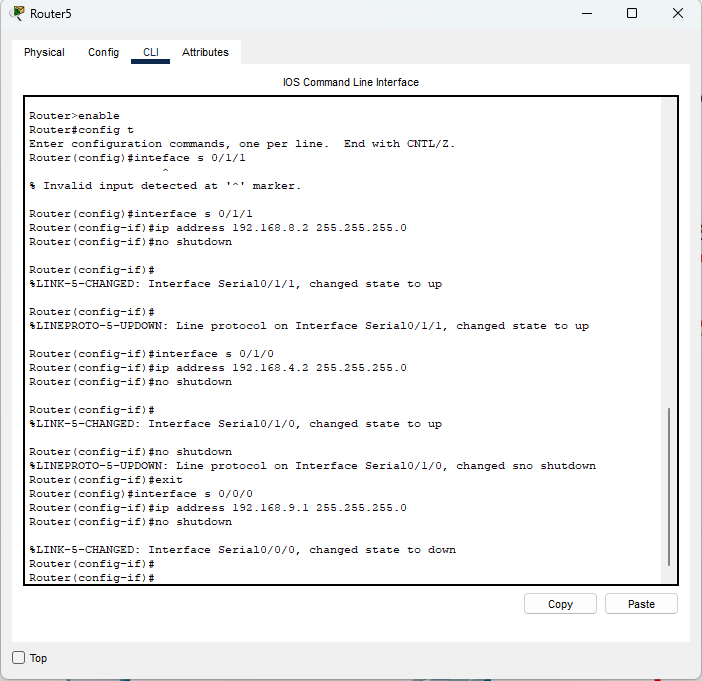 Router5
Physical Config CLI Attributes
IOS Command Line Interface
Router>enable
Router#config t
Enter configuration commands, one per line.  End with CNTL/Z.
Router(config)#inteface s 0/1/1
^
% Invalid input detected at '^' marker.
Router(config)#interface s 0/1/1
Router(config-if)#ip address 192.168.8.2 255.255.255.0
Router(config-if)#no shutdown
Router(config-if)#
%LINK-5-CHANGED: Interface Serial0/1/1, changed state to up
Router(config-if)#
%LINEPROTO-5-UPDOWN: Line protocol on Interface Serial0/1/1, changed state to up
Router(config-if)#interface s 0/1/0
Router(config-if)#ip address 192.168.4.2 255.255.255.0
Router(config-if)#no shutdown
Router(config-if)#
%LINK-5-CHANGED: Interface Serial0/1/0, changed state to up
Router(config-if)#no shutdown
%LINEPROTO-5-UPDOWN: Line protocol on Interface Serial0/1/0, changed sno shutdown
Router(config-if)#exit
Router(config)#interface s 0/0/0
Router(config-if)#ip address 192.168.9.1 255.255.255.0
Router(config-if)#no shutdown
%LINK-5-CHANGED: Interface Serial0/0/0, changed state to down
Router(config-if)#
Router(config-if)#
Copy Paste
Top